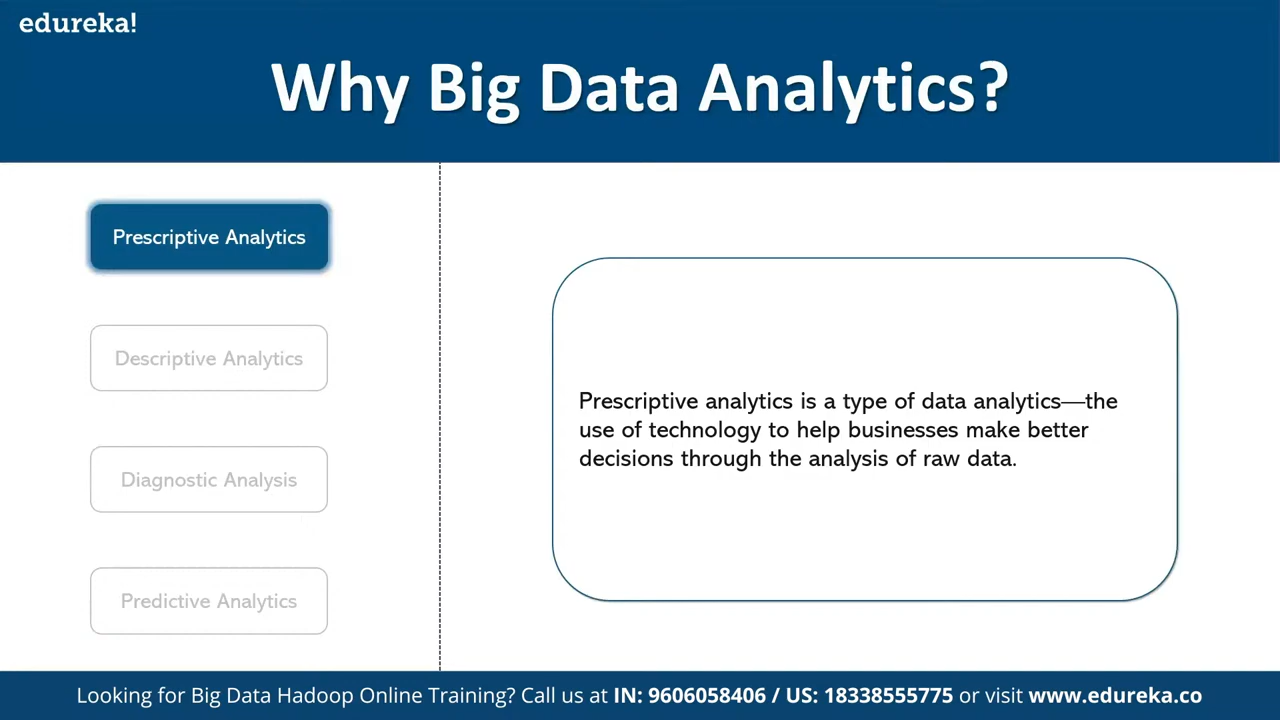 edureka!
Why Big Data Analytics?
Prescriptive Analytics
Descriptive Analytics
Diagnostic Analysis
Predictive Analytics
Prescriptive analytics is a type of data analytics—the
use of technology to help businesses make better
decisions through the analysis of raw data.
Looking for Big Data Hadoop Online Training? Call us at IN: 9606058406 / US: 18338555775 or visit www.edureka.co